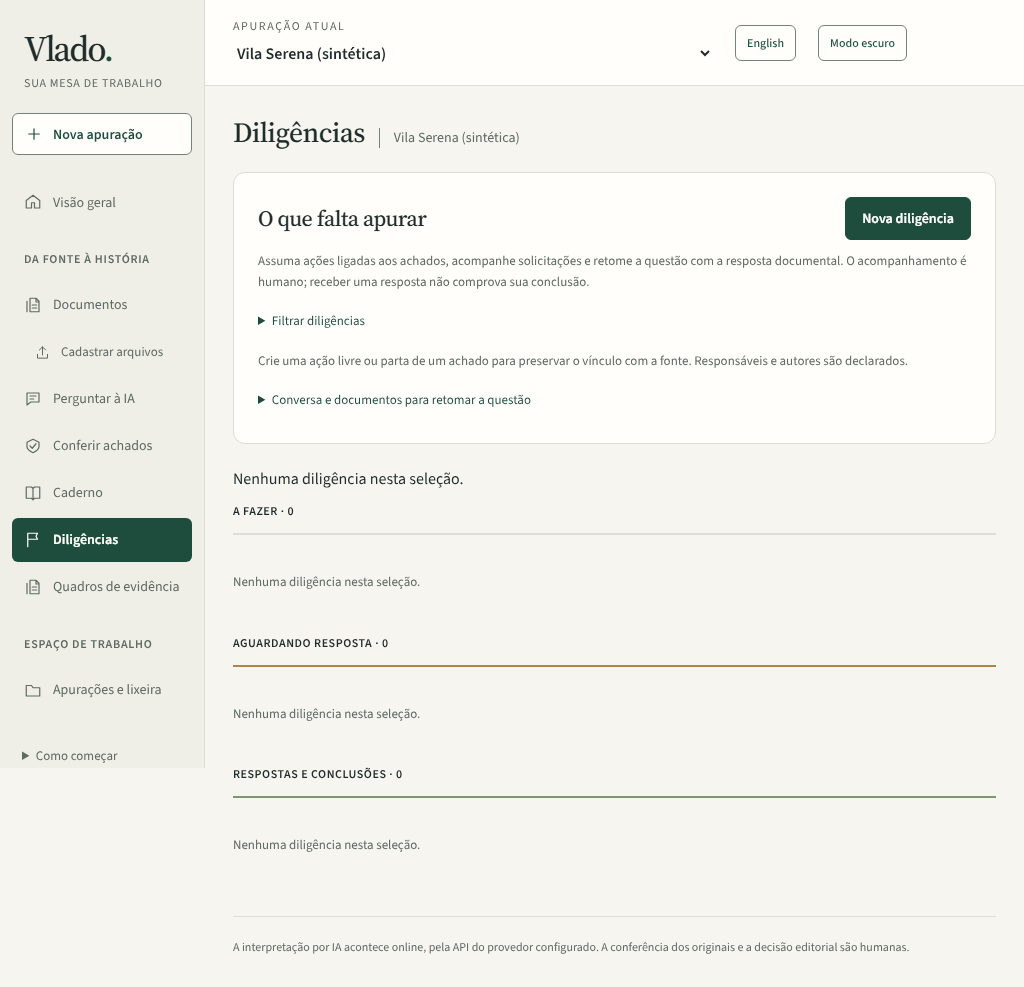 Vlado.
SUA MESA DE TRABALHO
Nova apuração
Visão geral
DA FONTE À HISTÓRIA
Documentos
Cadastrar arquivos
Perguntar à IA
Conferir achados
Caderno
Diligências
Quadros de evidência
ESPAÇO DE TRABALHO
Apurações e lixeira
Como começar
APURAÇÃO ATUAL
Vila Serena (sintética)
English
Modo escuro
Diligências
Vila Serena (sintética)
O que falta apurar
Nova diligência
Assuma ações ligadas aos achados, acompanhe solicitações e retome a questão com a resposta documental. O acompanhamento é
humano; receber uma resposta não comprova sua conclusão.
Filtrar diligências
Crie uma ação livre ou parta de um achado para preservar o vínculo com a fonte. Responsáveis e autores são declarados.
Conversa e documentos para retomar a questão
Nenhuma diligência nesta seleção.
A FAZER · 0
Nenhuma diligência nesta seleção.
AGUARDANDO RESPOSTA · 0
Nenhuma diligência nesta seleção.
RESPOSTAS E CONCLUSÕES · 0
Nenhuma diligência nesta seleção.
A interpretação por IA acontece online, pela API do provedor configurado. A conferência dos originais e a decisão editorial são humanas.